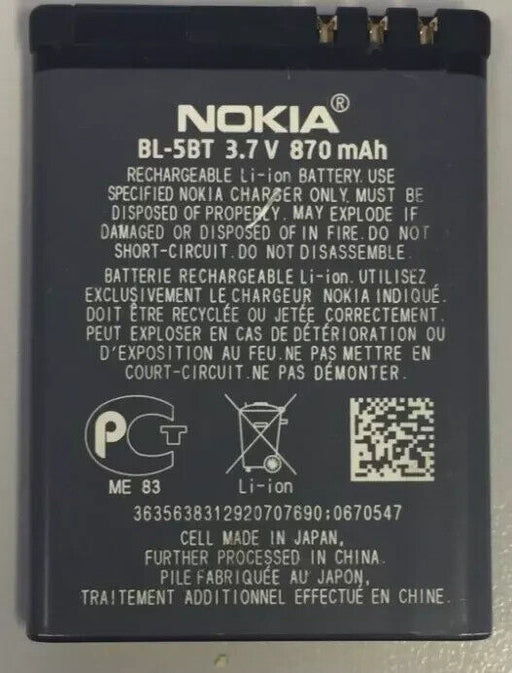 NOKIA®
BL-5BT 3.7 V 870 mAh
RECHARGEABLE Li-ion BATTERY. USE
SPECIFIED NOKIA CHARGER ONLY. MUST BE
DISPOSED OF PROPERLY. MAY EXPLODE IF
DAMAGED OR DISPOSED OF IN FIRE. DO NOT
SHORT-CIRCUIT. DO NOT DISASSEMBLE.
BATTERIE RECHARGEABLE Li-ion. UTILISEZ
EXCLUSIVEMENT LE CHARGEUR NOKIA INDIQUÉ.
DOIT ÊTRE RECYCLÉE OU JETÉE CORRECTEMENT.
PEUT EXPLOSER EN CAS DE DÉTÉRIORATION OU
D'EXPOSITION AU FEU. NE PAS METTRE EN
COURT-CIRCUIT. NE PAS DÉMONTER.
PCT
ME 83
Li-ion
3635638312920707690;0670547
CELL MADE IN JAPAN,
FURTHER PROCESSED IN CHINA.
PILE FABRIQUÉE AU JAPON,
TRAITEMENT ADDITIONNEL EFFECTUÉ EN CHINE.